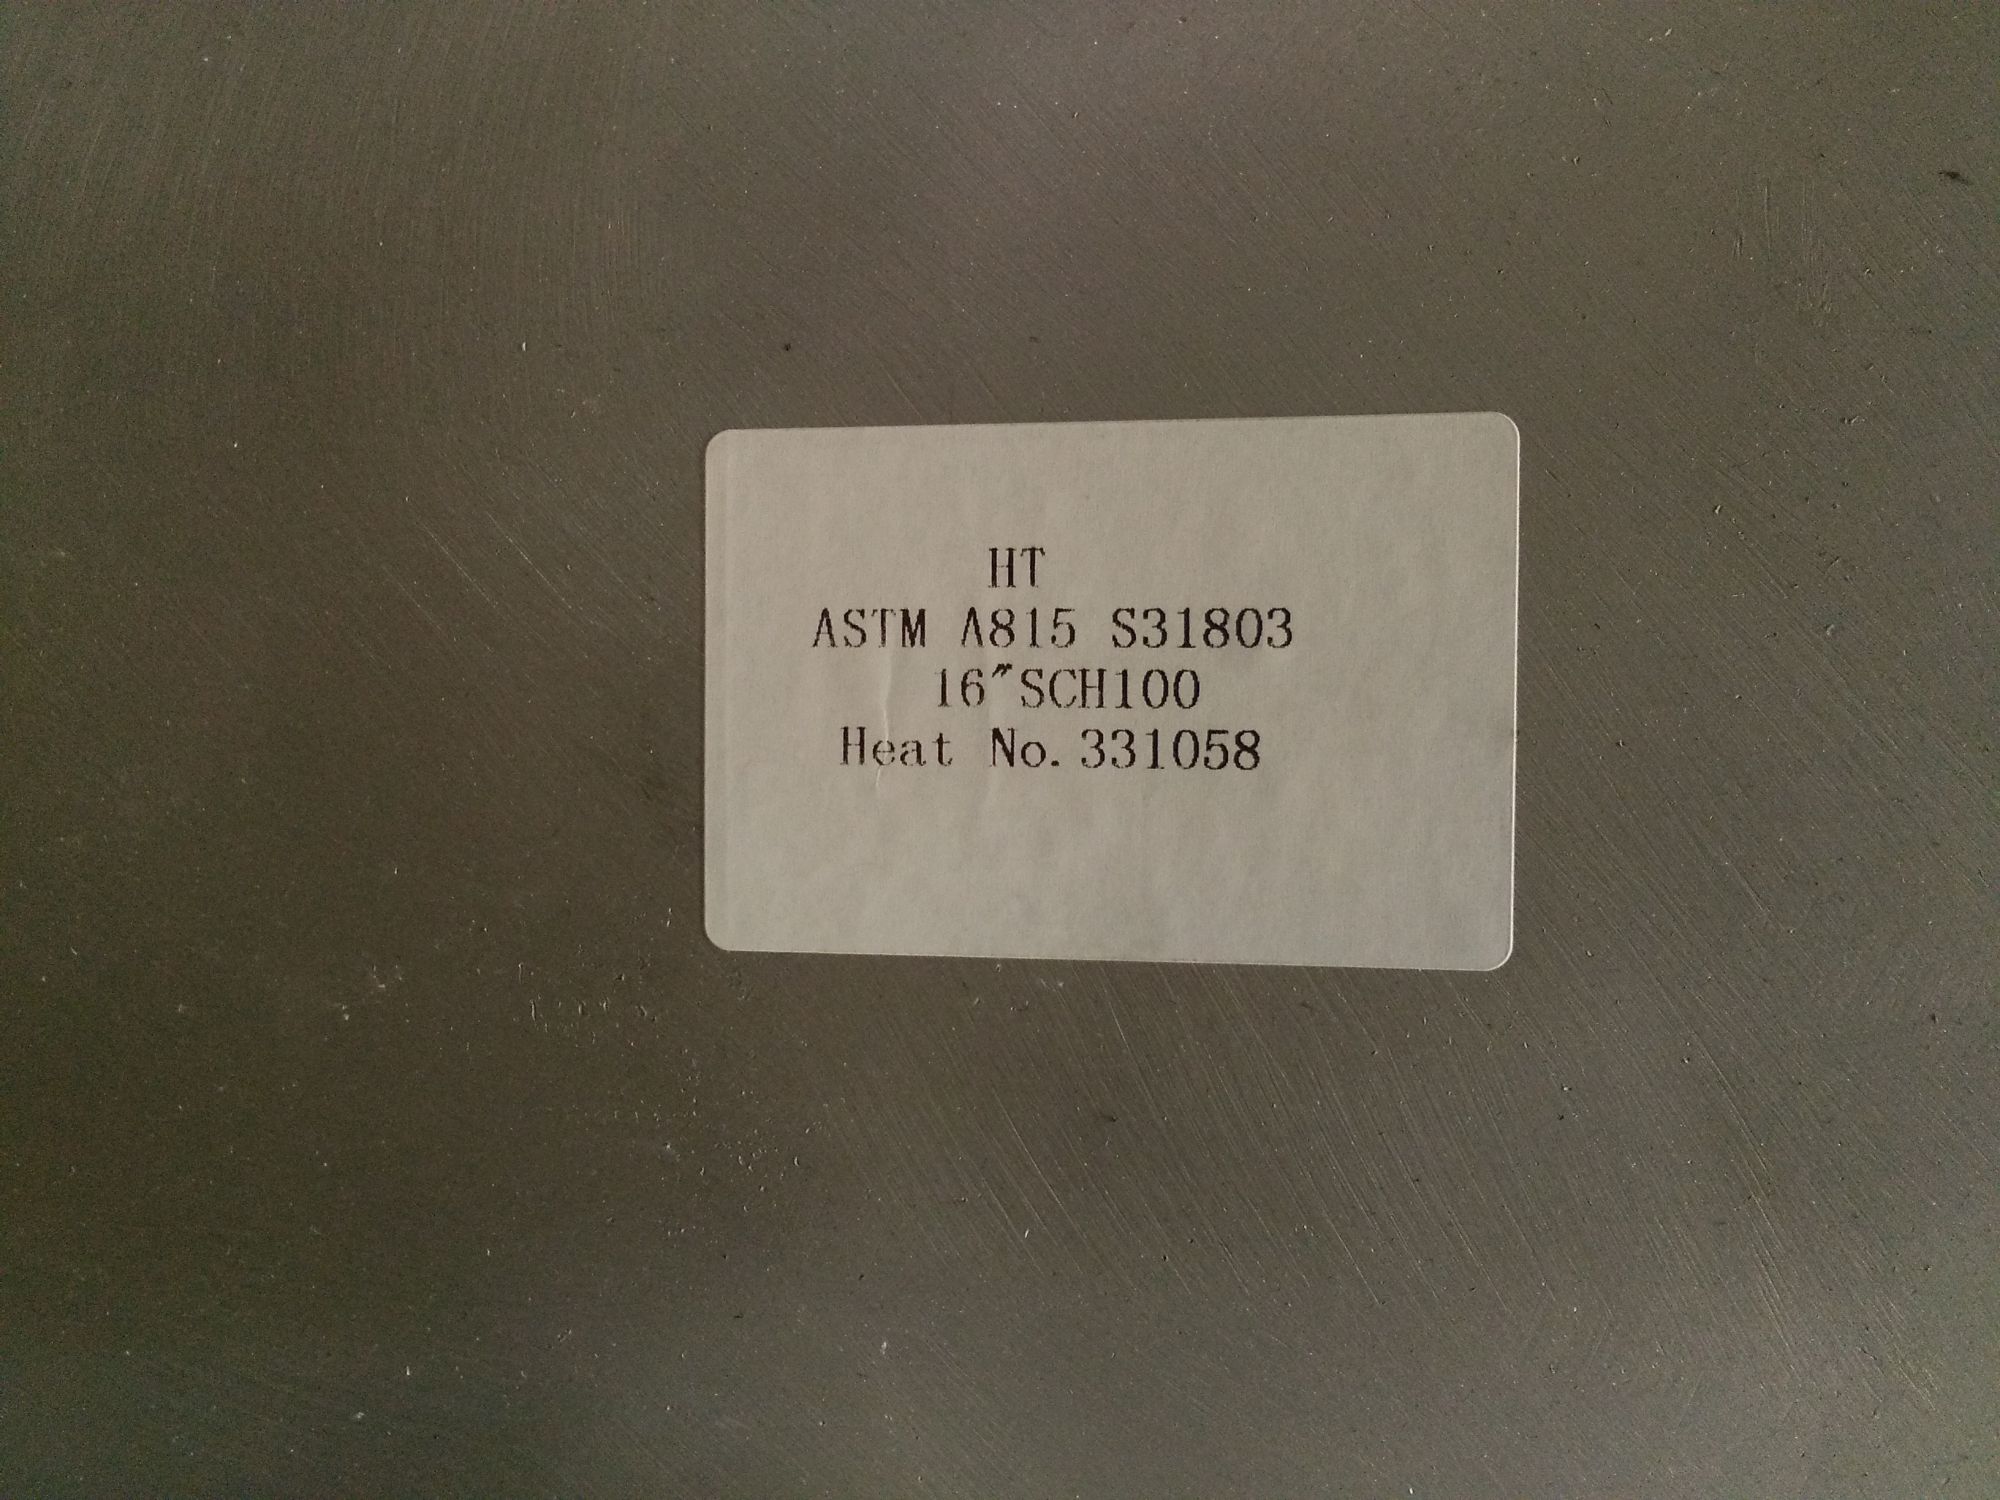 HT
ASTM A815 S31803
16″SCH100
Heat No.331058